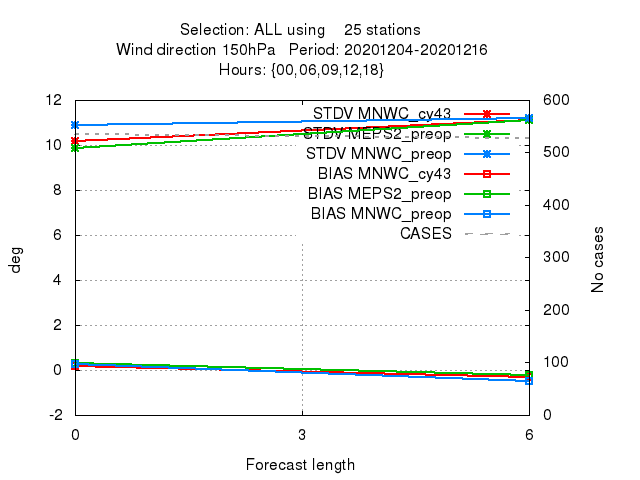 Selection: ALL using 25 stations
Wind direction 150hPa Period: 20201204-20201216
Hours: {00,06,09,12,18}
12
10
8
6
4
2
0
-2
600
500
400
300
200
100
0
deg
No cases
STDV MNWC_cy43
STDV MEPS2_preop
STDV MNWC_preop
BIAS MNWC_cy43
BIAS MEPS2_preop
BIAS MNWC_preop
CASES
0 3 6
Forecast length